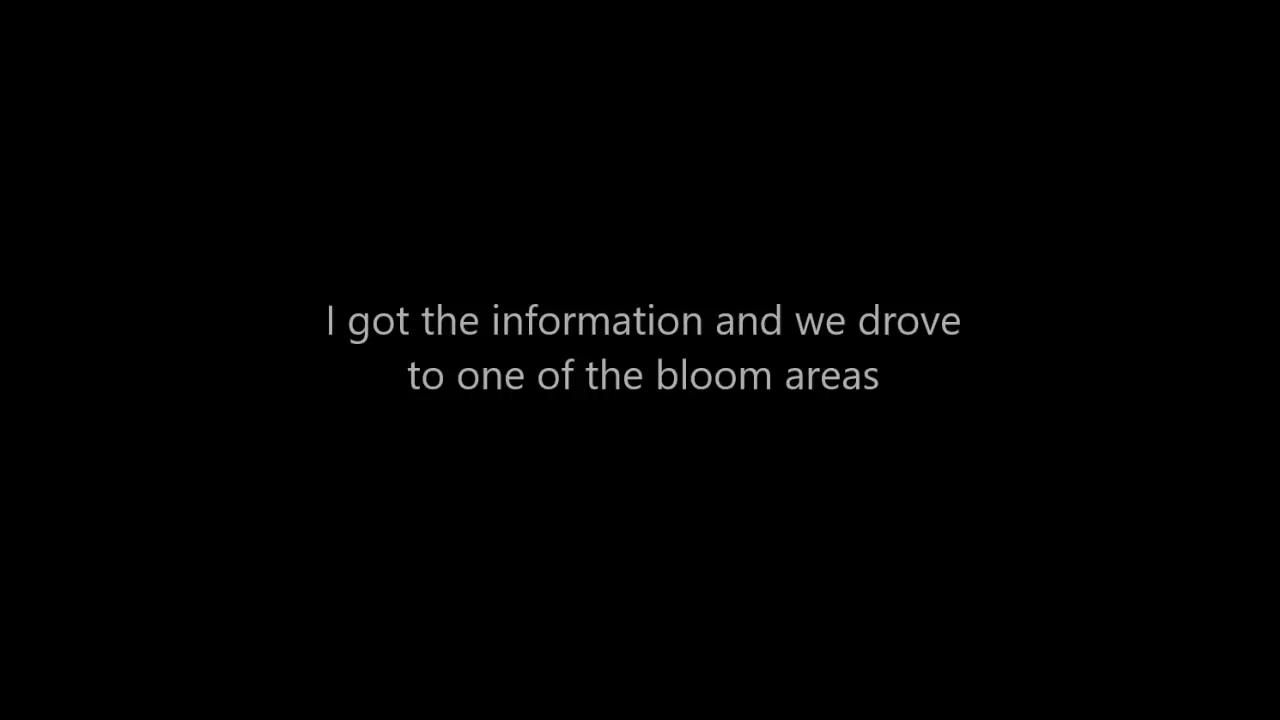 I got the information and we drove
to one of the bloom areas